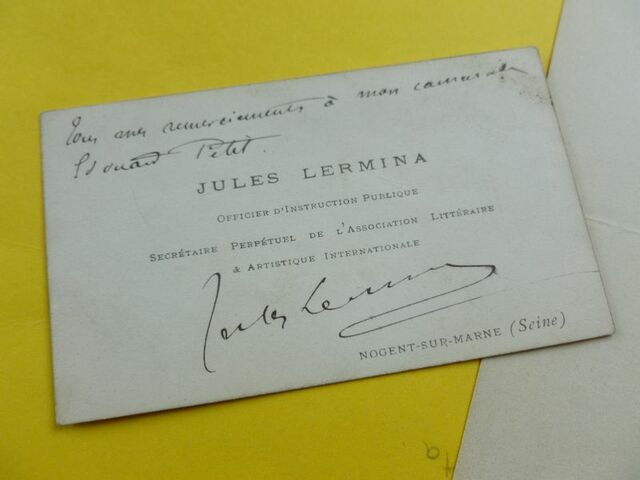 Tous mes remerciements à mon camarade
Edouard Petit.
JULES LERMINA
OFFICIER D'INSTRUCTION PUBLIQUE
SECRÉTAIRE PERPÉTUEL DE L'ASSOCIATION LITTÉRAIRE
& ARTISTIQUE INTERNATIONALE
Jules Lermina
NOGENT-SUR-MARNE (Seine)